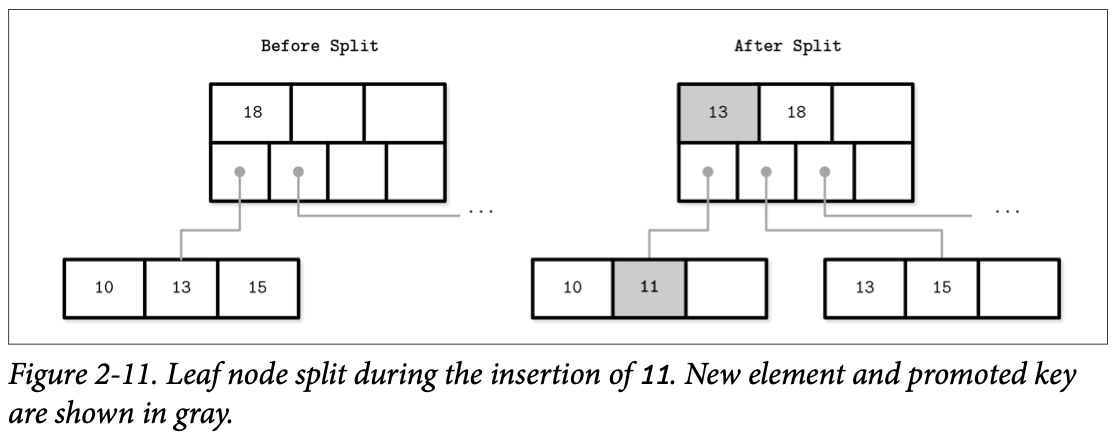 Before Split
After Split
18
13 18
...
...
10 13 15
10 11
13 15
Figure 2-11. Leaf node split during the insertion of 11. New element and promoted key
are shown in gray.